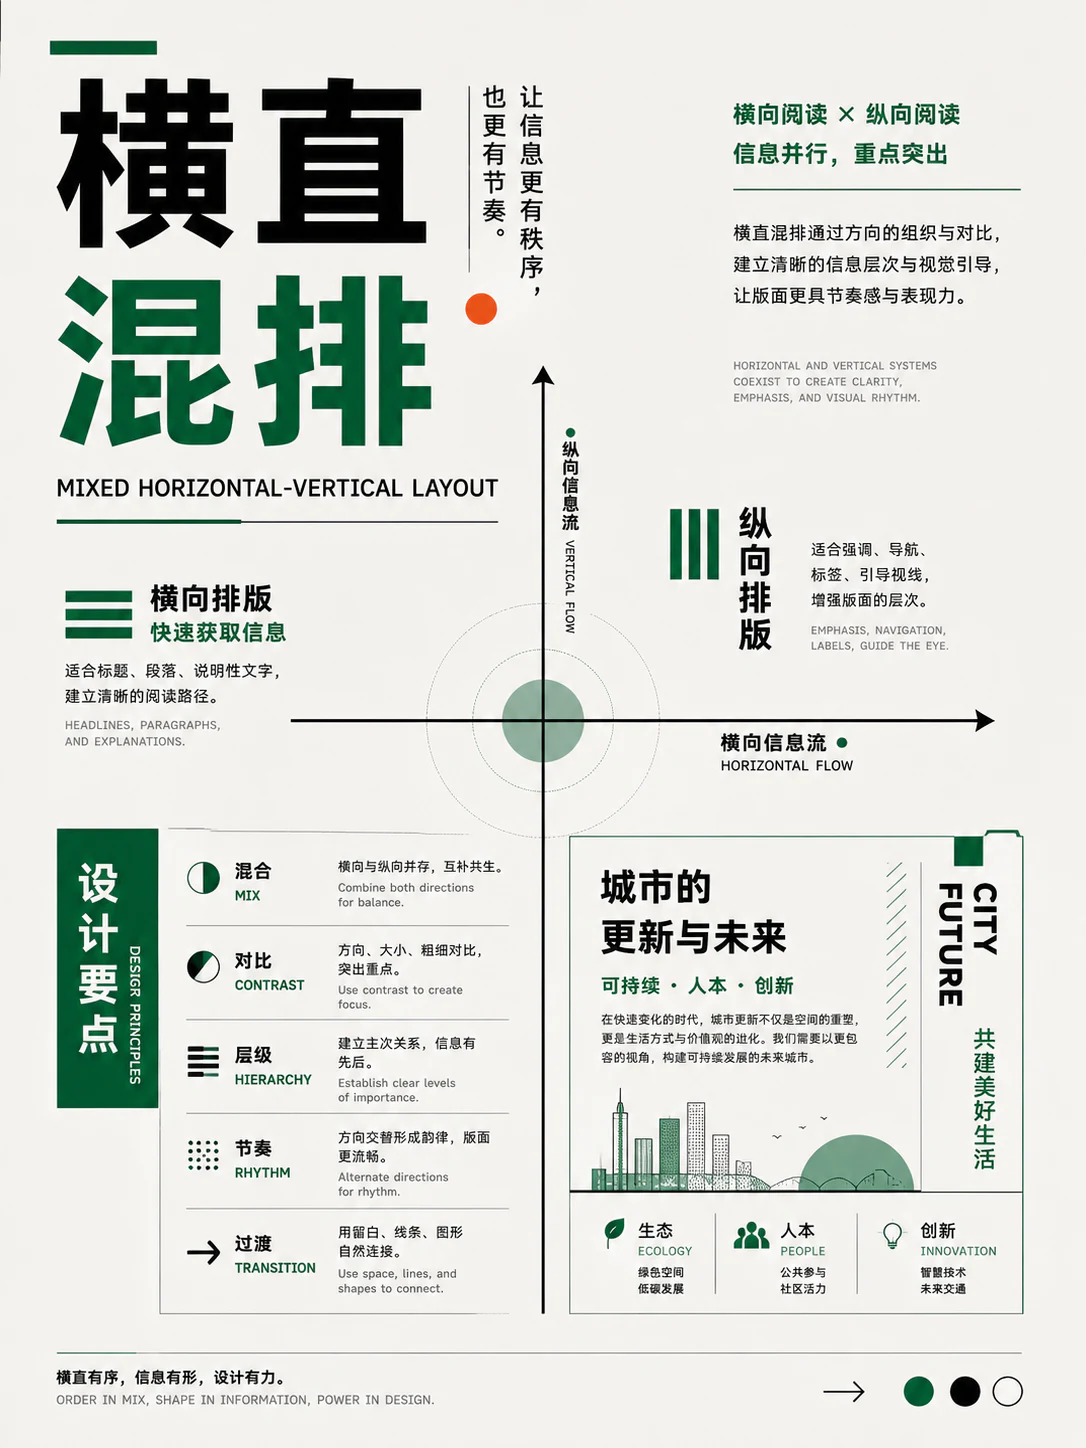 横直
混排
MIXED HORIZONTAL-VERTICAL LAYOUT
让信息更有秩序，
也更有节奏。
横向阅读 × 纵向阅读
信息并行，重点突出
横直混排通过方向的组织与对比，
建立清晰的信息层次与视觉引导，
让版面更具节奏感与表现力。
HORIZONTAL AND VERTICAL SYSTEMS
COEXIST TO CREATE CLARITY,
EMPHASIS, AND VISUAL RHYTHM.
纵向信息流 VERTICAL FLOW
纵向排版
适合强调、导航、
标签、引导视线，
增强版面的层次。
EMPHASIS, NAVIGATION,
LABELS, GUIDE THE EYE.
横向排版
快速获取信息
适合标题、段落、说明性文字，
建立清晰的阅读路径。
HEADLINES, PARAGRAPHS,
AND EXPLANATIONS.
横向信息流
HORIZONTAL FLOW
设计要点
DESIGR PRINCIPLES
混合
MIX
横向与纵向并存，互补共生。
Combine both directions
for balance.
对比
CONTRAST
方向、大小、粗细对比，
突出重点。
Use contrast to create
focus.
层级
HIERARCHY
建立主次关系，信息有
先后。
Establish clear levels
of importance.
节奏
RHYTHM
方向交替形成韵律，版面
更流畅。
Alternate directions
for rhythm.
过渡
TRANSITION
用留白、线条、图形
自然连接。
Use space, lines, and
shapes to connect.
城市的
更新与未来
可持续 · 人本 · 创新
在快速变化的时代，城市更新不仅是空间的重塑，
更是生活方式与价值观的进化。我们需要以更包
容的视角，构建可持续发展的未来城市。
CITY
FUTURE
共建美好生活
生态
ECOLOGY
绿色空间
低碳发展
人本
PEOPLE
公共参与
社区活力
创新
INNOVATION
智慧技术
未来交通
横直有序，信息有形，设计有力。
ORDER IN MIX, SHAPE IN INFORMATION, POWER IN DESIGN.